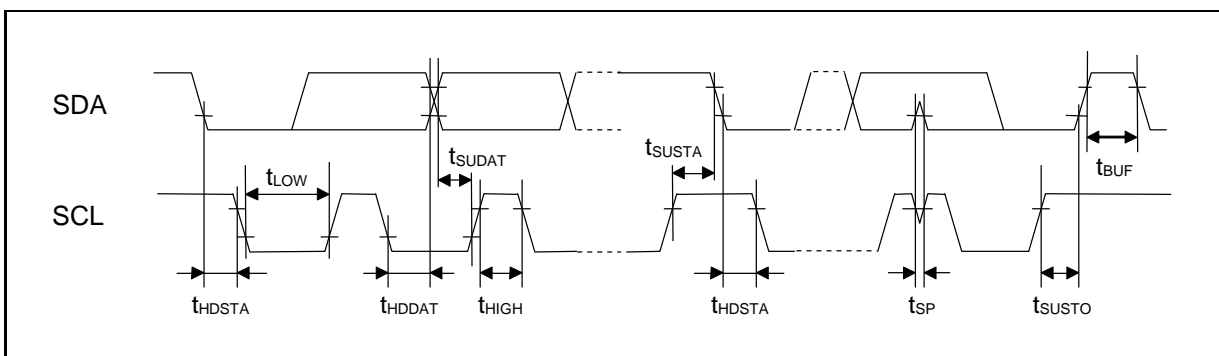 SDA
tSUDAT
tSUSTA
tBUF
tLOW
SCL
tHDSTA
tHDDAT
tHIGH
tHDSTA
tSP
tSUSTO